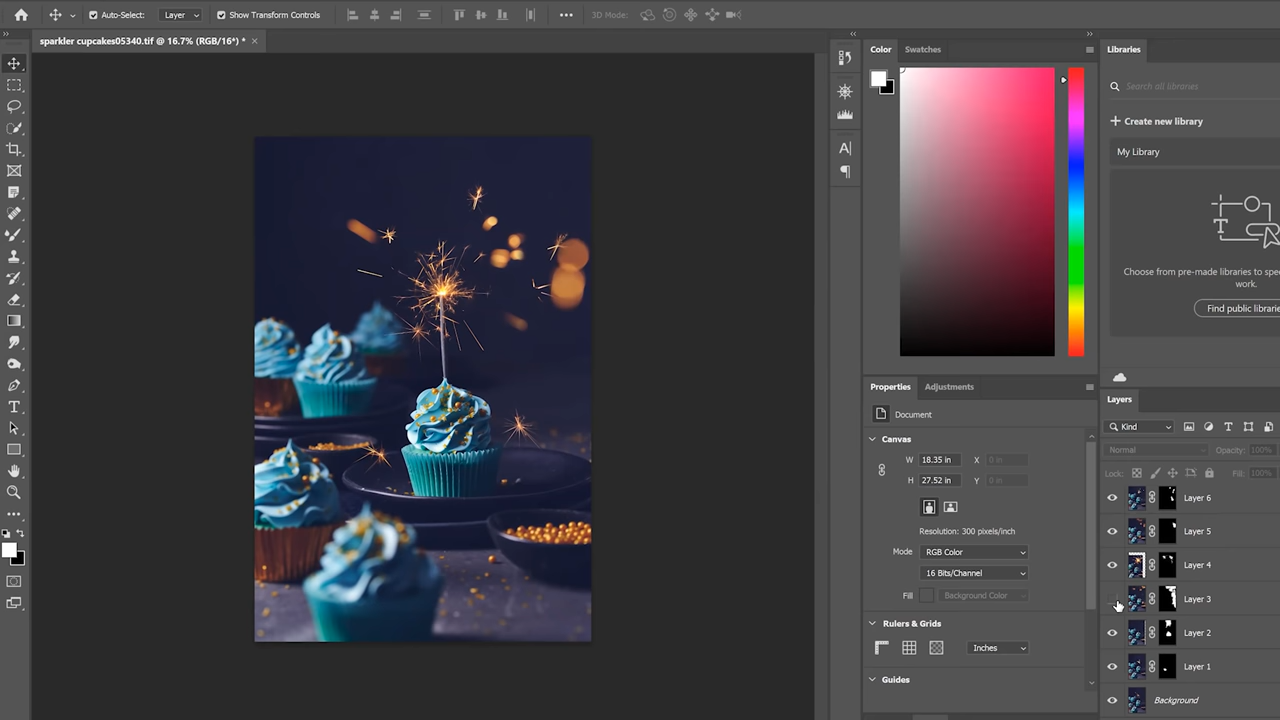 Auto-Select:
Layer
Show Transform Controls
3D Mode:
sparkler cupcakes05340.tif @ 16.7% (RGB/16*) *
Color
Swatches
Libraries
Search all libraries
Create new library
My Library
Choose from pre-made libraries to
work.
Find public
Properties
Adjustments
Document
Canvas
W
18.35 in
X
0 in
H
27.52 in
Y
0 in
Resolution: 300 pixels/inch
Mode
RGB Color
16 Bits/Channel
Fill
Background Color
Rulers & Grids
Inches
Guides
Layers
Kind
Normal
Opacity:
100%
Lock:
Fill:
100%
Layer 6
Layer 5
Layer 4
Layer 3
Layer 2
Layer 1
Background